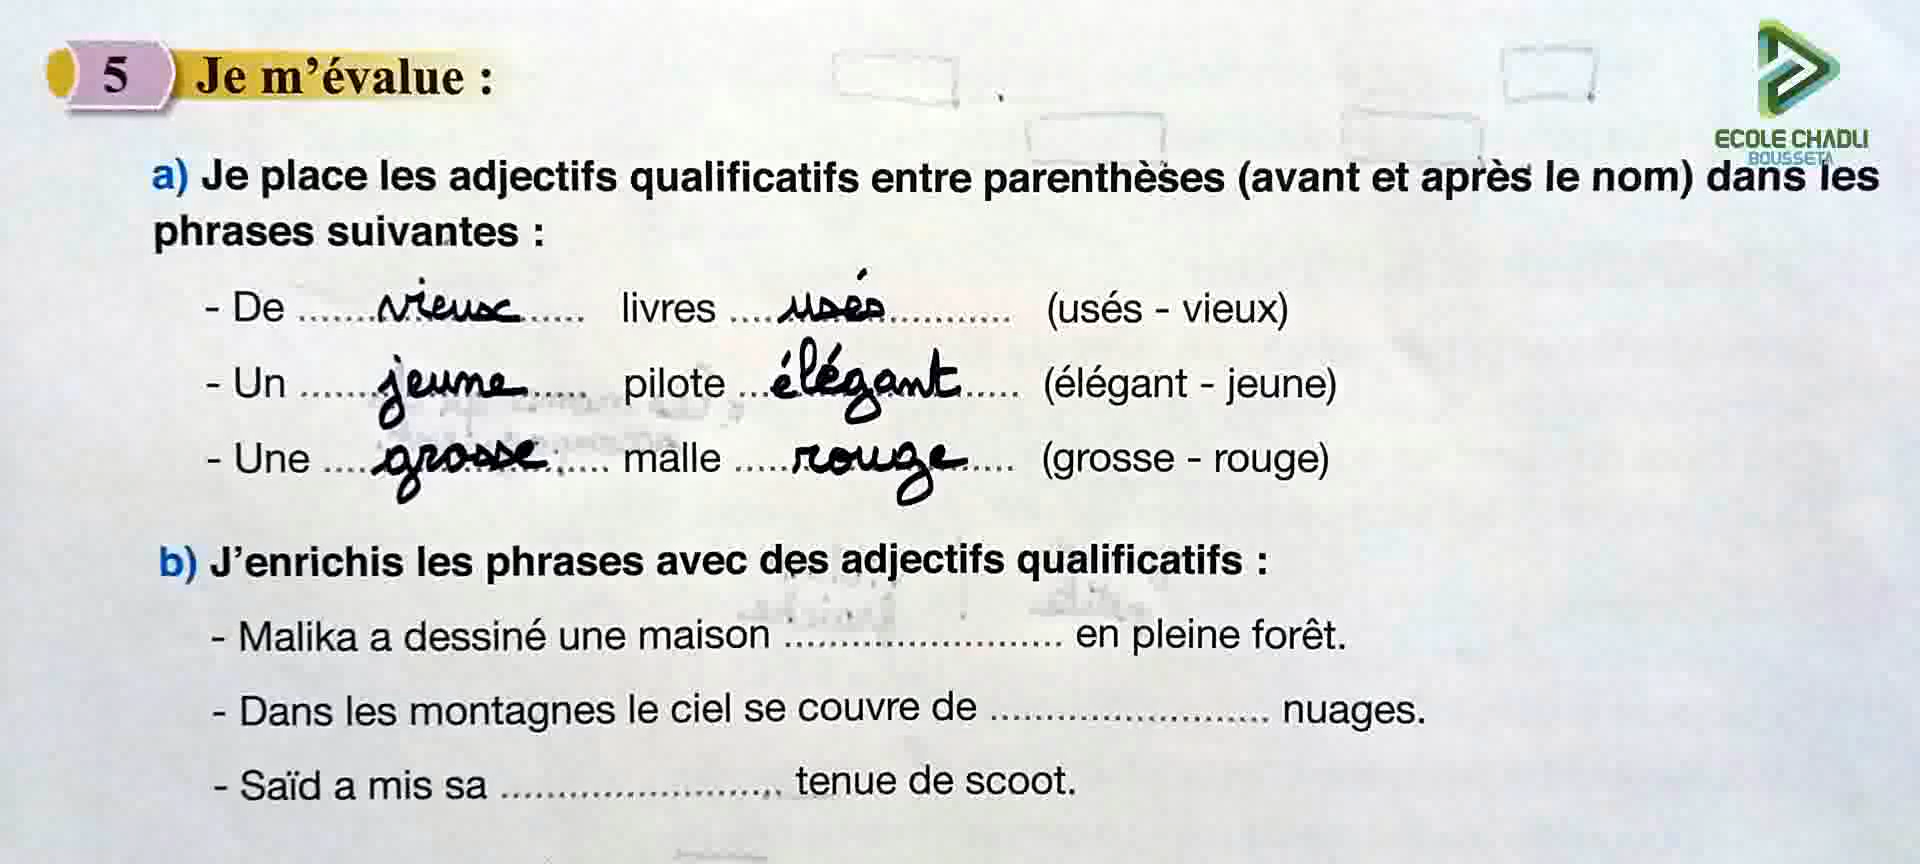 5 Je m'évalue :
ECOLE CHADLI
BOUSSETA
a) Je place les adjectifs qualificatifs entre parenthèses (avant et après le nom) dans les
phrases suivantes :
- De ......vieux...... livres ....usés............ (usés - vieux)
- Un .......jeune...... pilote ...élégant...... (élégant - jeune)
- Une ....grosse...... malle .....rouge..... (grosse - rouge)
b) J'enrichis les phrases avec des adjectifs qualificatifs :
- Malika a dessiné une maison ........................ en pleine forêt.
- Dans les montagnes le ciel se couvre de ........................ nuages.
- Saïd a mis sa ........................ tenue de scoot.